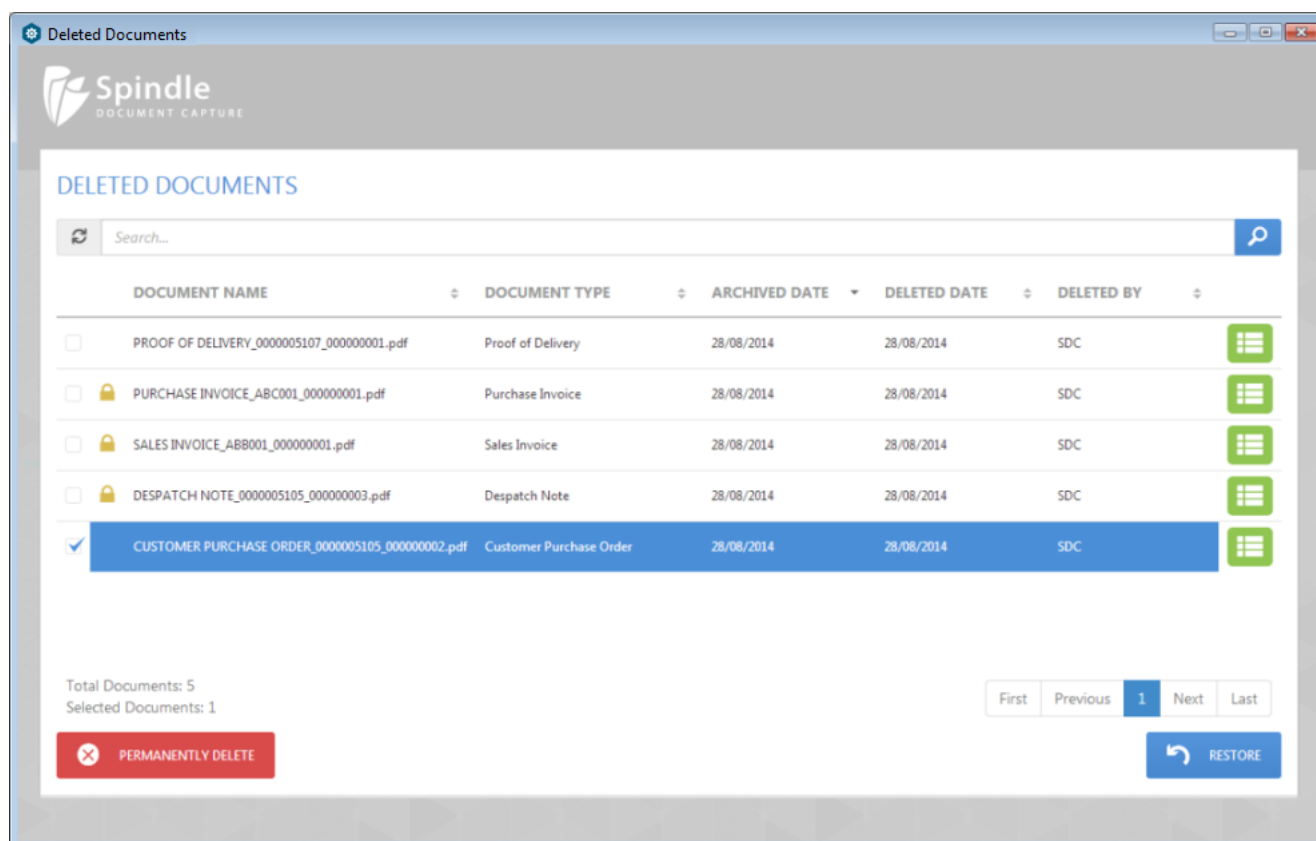 Deleted Documents
Spindle
DOCUMENT CAPTURE
DELETED DOCUMENTS
Search...
DOCUMENT NAME DOCUMENT TYPE ARCHIVED DATE DELETED DATE DELETED BY
PROOF OF DELIVERY_0000005107_000000001.pdf Proof of Delivery 28/08/2014 28/08/2014 SDC
PURCHASE INVOICE_ABC001_000000001.pdf Purchase Invoice 28/08/2014 28/08/2014 SDC
SALES INVOICE_ABB001_000000001.pdf Sales Invoice 28/08/2014 28/08/2014 SDC
DESPATCH NOTE_0000005105_000000003.pdf Despatch Note 28/08/2014 28/08/2014 SDC
CUSTOMER PURCHASE ORDER_0000005105_000000002.pdf Customer Purchase Order 28/08/2014 28/08/2014 SDC
Total Documents: 5
Selected Documents: 1
First Previous 1 Next Last
PERMANENTLY DELETE RESTORE